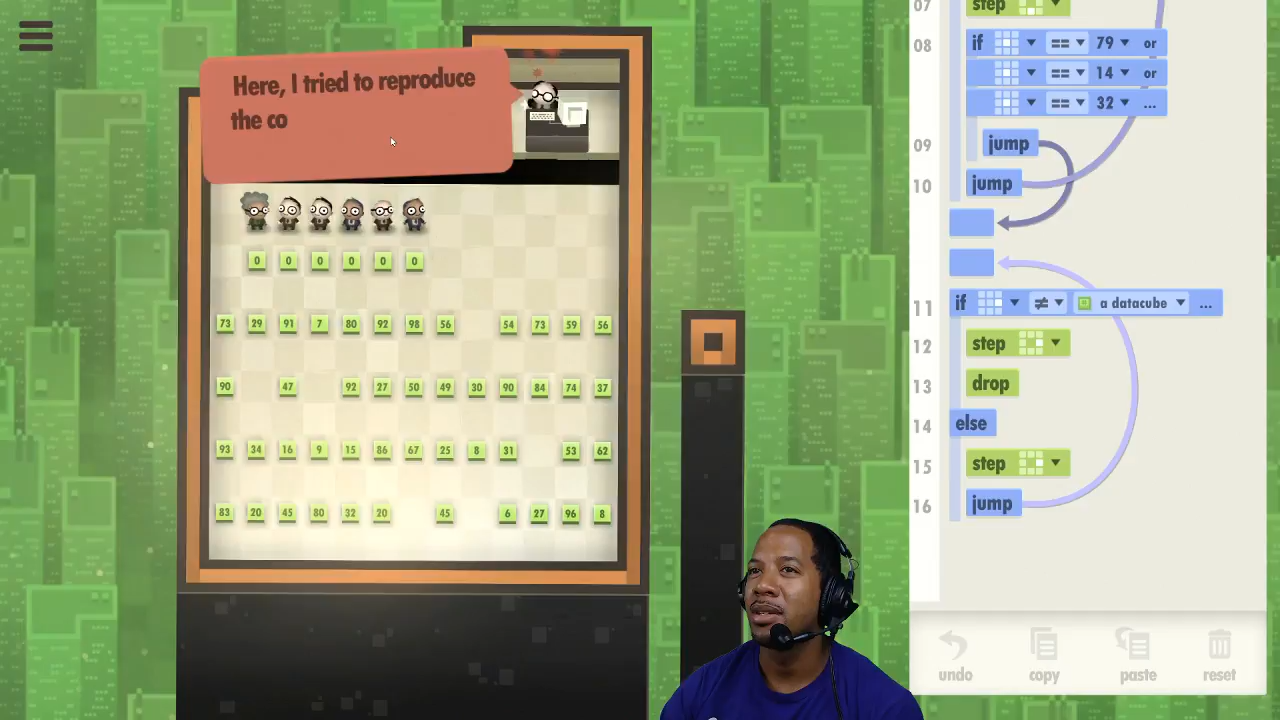 Here, I tried to reproduce
the co
0 0 0 0 0 0
73 29 91 7 80 92 98 56 54 73 59 56
90 47 92 27 50 49 30 90 84 74 37
93 34 16 9 15 86 67 25 8 31 53 62
83 20 45 80 32 20 45 6 27 96 8
07 step
08 if == 79 or
== 14 or
== 32 ...
09 jump
10 jump
11 if ≠ a datacube ...
12 step
13 drop
14 else
15 step
16 jump
undo copy paste reset